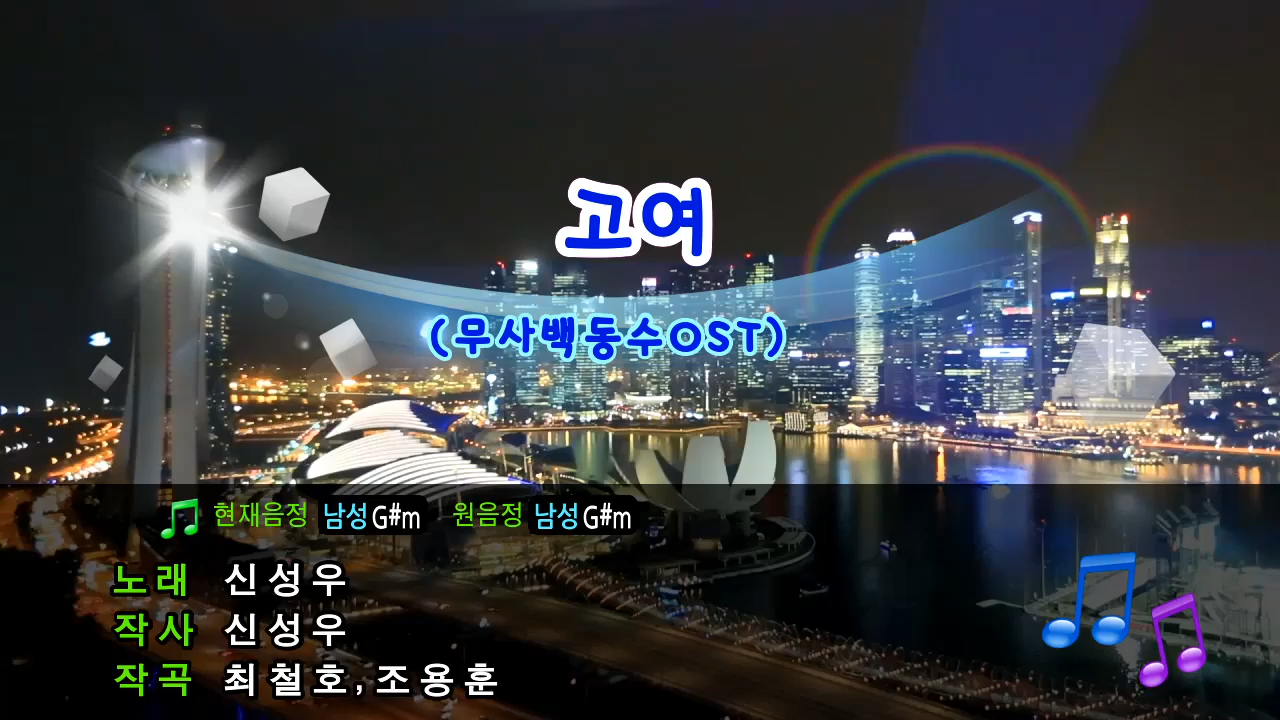 고여
(무사백동수OST)
현재음정 남성G#m 원음정 남성G#m
노래 신성우
작사 신성우
작곡 최철호,조용훈